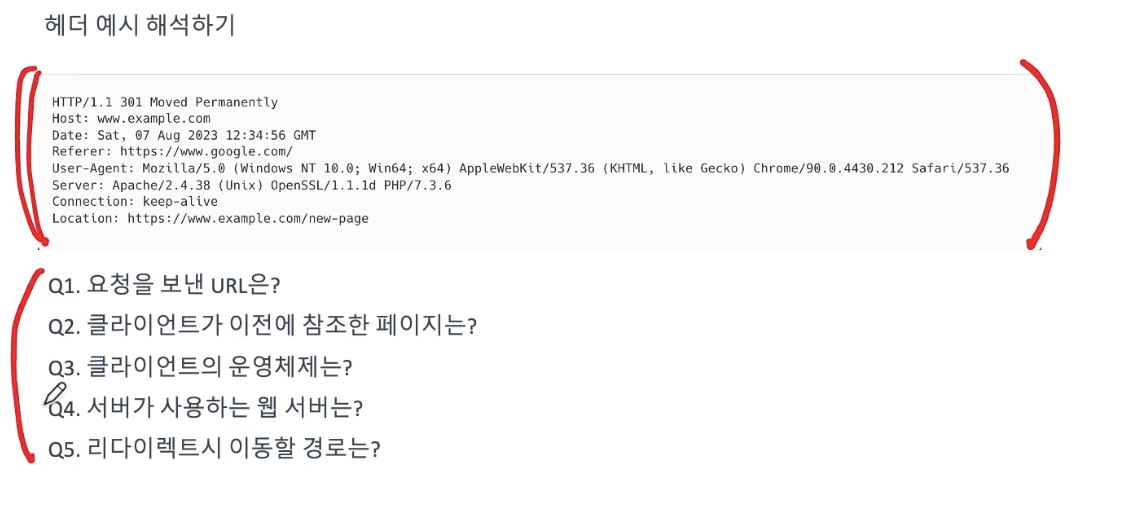 헤더 예시 해석하기
HTTP/1.1 301 Moved Permanently
Host: www.example.com
Date: Sat, 07 Aug 2023 12:34:56 GMT
Referer: https://www.google.com/
User-Agent: Mozilla/5.0 (Windows NT 10.0; Win64; x64) AppleWebKit/537.36 (KHTML, like Gecko) Chrome/90.0.4430.212 Safari/537.36
Server: Apache/2.4.38 (Unix) OpenSSL/1.1.1d PHP/7.3.6
Connection: keep-alive
Location: https://www.example.com/new-page
Q1. 요청을 보낸 URL은?
Q2. 클라이언트가 이전에 참조한 페이지는?
Q3. 클라이언트의 운영체제는?
Q4. 서버가 사용하는 웹 서버는?
Q5. 리다이렉트시 이동할 경로는?